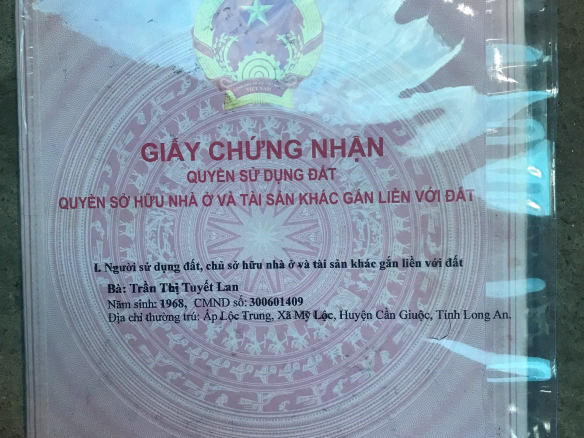 VIỆT NAM
GIẤY CHỨNG NHẬN
QUYỀN SỬ DỤNG ĐẤT
QUYỀN SỞ HỮU NHÀ Ở VÀ TÀI SẢN KHÁC GẮN LIỀN VỚI ĐẤT
I. Người sử dụng đất, chủ sở hữu nhà ở và tài sản khác gắn liền với đất
Bà: Trần Thị Tuyết Lan
Năm sinh: 1968, CMND số: 300601409
Địa chỉ thường trú: Ấp Lộc Trung, Xã Mỹ Lộc, Huyện Cần Giuộc, Tỉnh Long An.